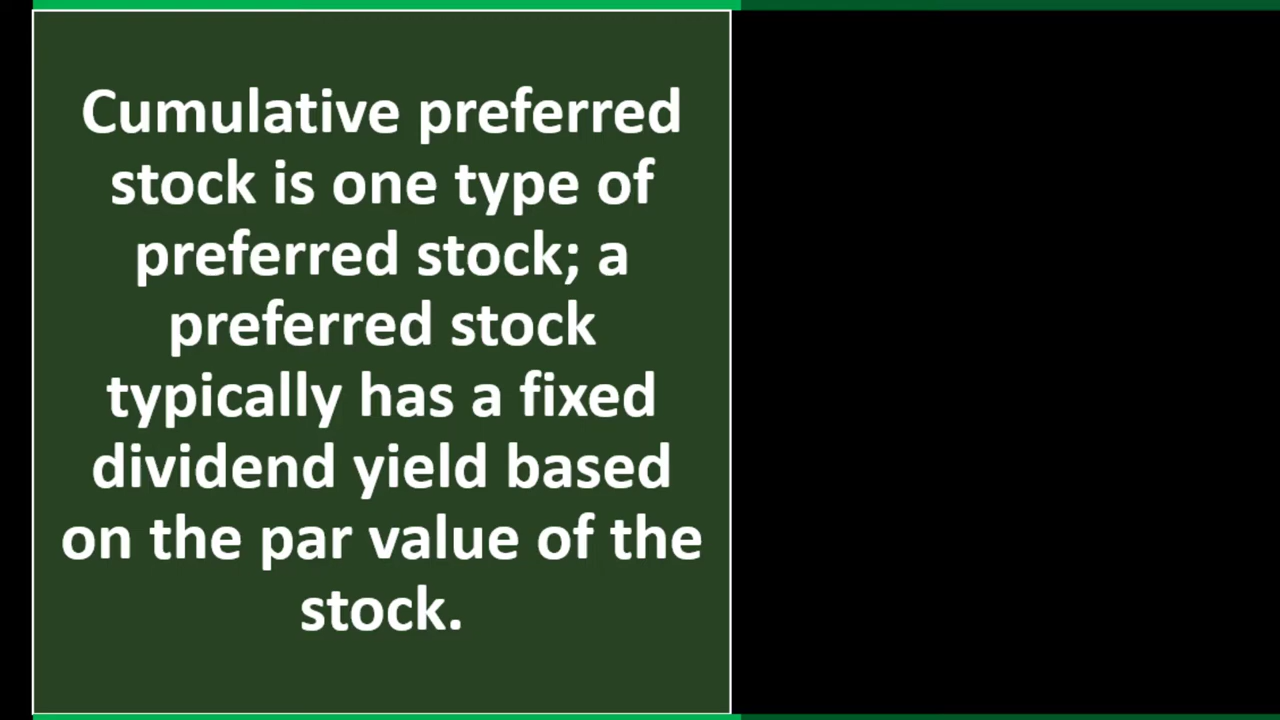 Cumulative preferred
stock is one type of
preferred stock; a
preferred stock
typically has a fixed
dividend yield based
on the par value of the
stock.